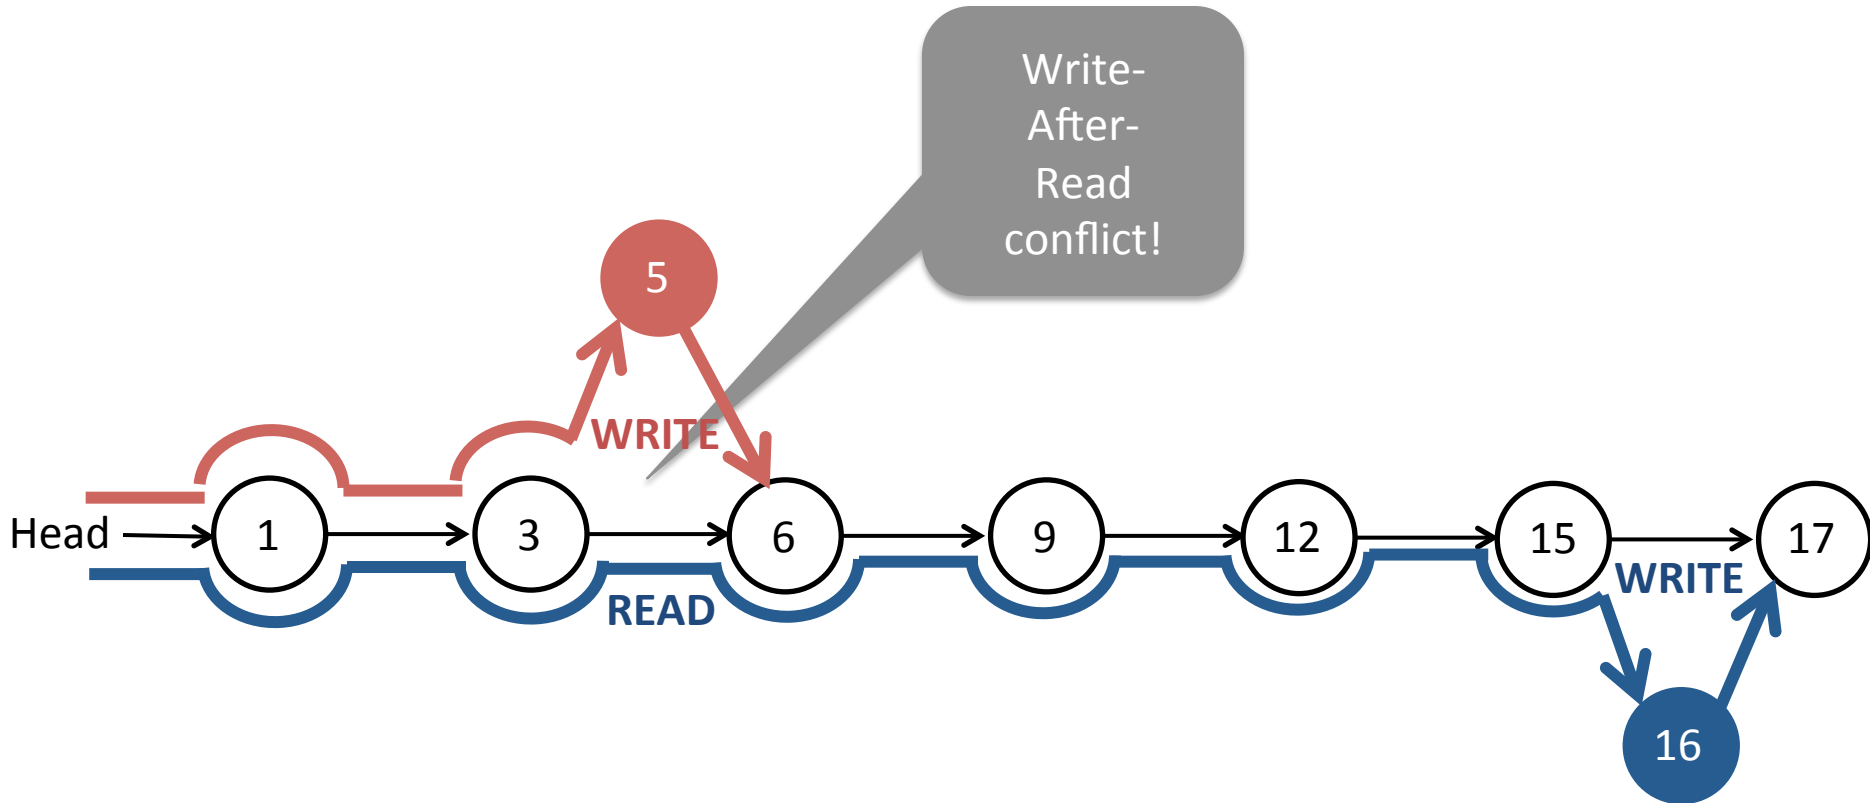 Write-
After-
Read
conflict!
5
WRITE
Head
1
3
6
9
12
15
17
READ
WRITE
16